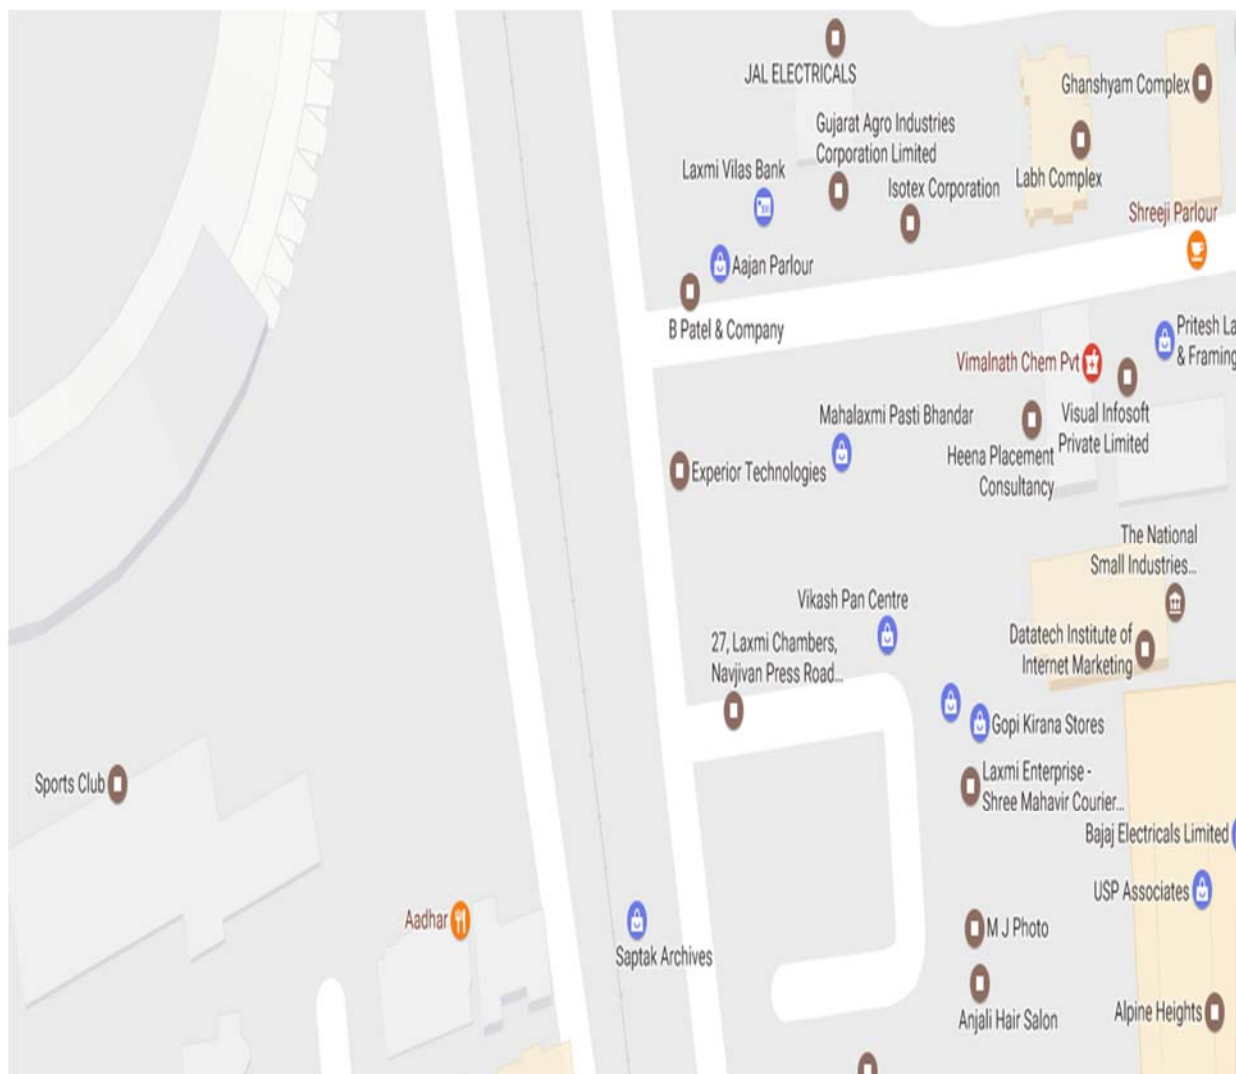 JAL ELECTRICALS
Ghanshyam Complex
Gujarat Agro Industries
Corporation Limited
Laxmi Vilas Bank
Isotex Corporation
Labh Complex
Shreeji Parlour
Aajan Parlour
B Patel & Company
Pritesh La
& Framing
Vimalnath Chem Pvt
Mahalaxmi Pasti Bhandar
Visual Infosoft
Private Limited
Experior Technologies
Heena Placement
Consultancy
The National
Small Industries...
Vikash Pan Centre
27, Laxmi Chambers,
Navjivan Press Road...
Datatech Institute of
Internet Marketing
Gopi Kirana Stores
Sports Club
Laxmi Enterprise -
Shree Mahavir Courier...
Bajaj Electricals Limited
USP Associates
Aadhar
M J Photo
Saptak Archives
Anjali Hair Salon
Alpine Heights